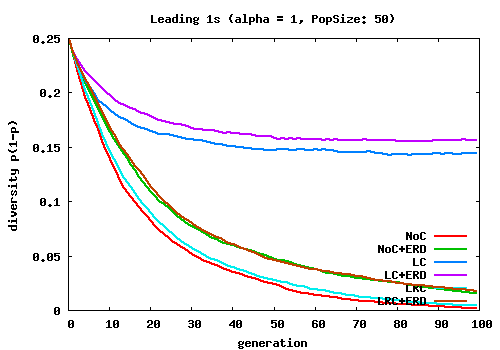 Leading 1s (alpha = 1, PopSize: 50)
0.25
0.2
0.15
0.1
0.05
0
diversity p(1-p)
NoC
NoC+ERD
LC
LC+ERD
LRC
LRC+ERD
0 10 20 30 40 50 60 70 80 90 100
generation